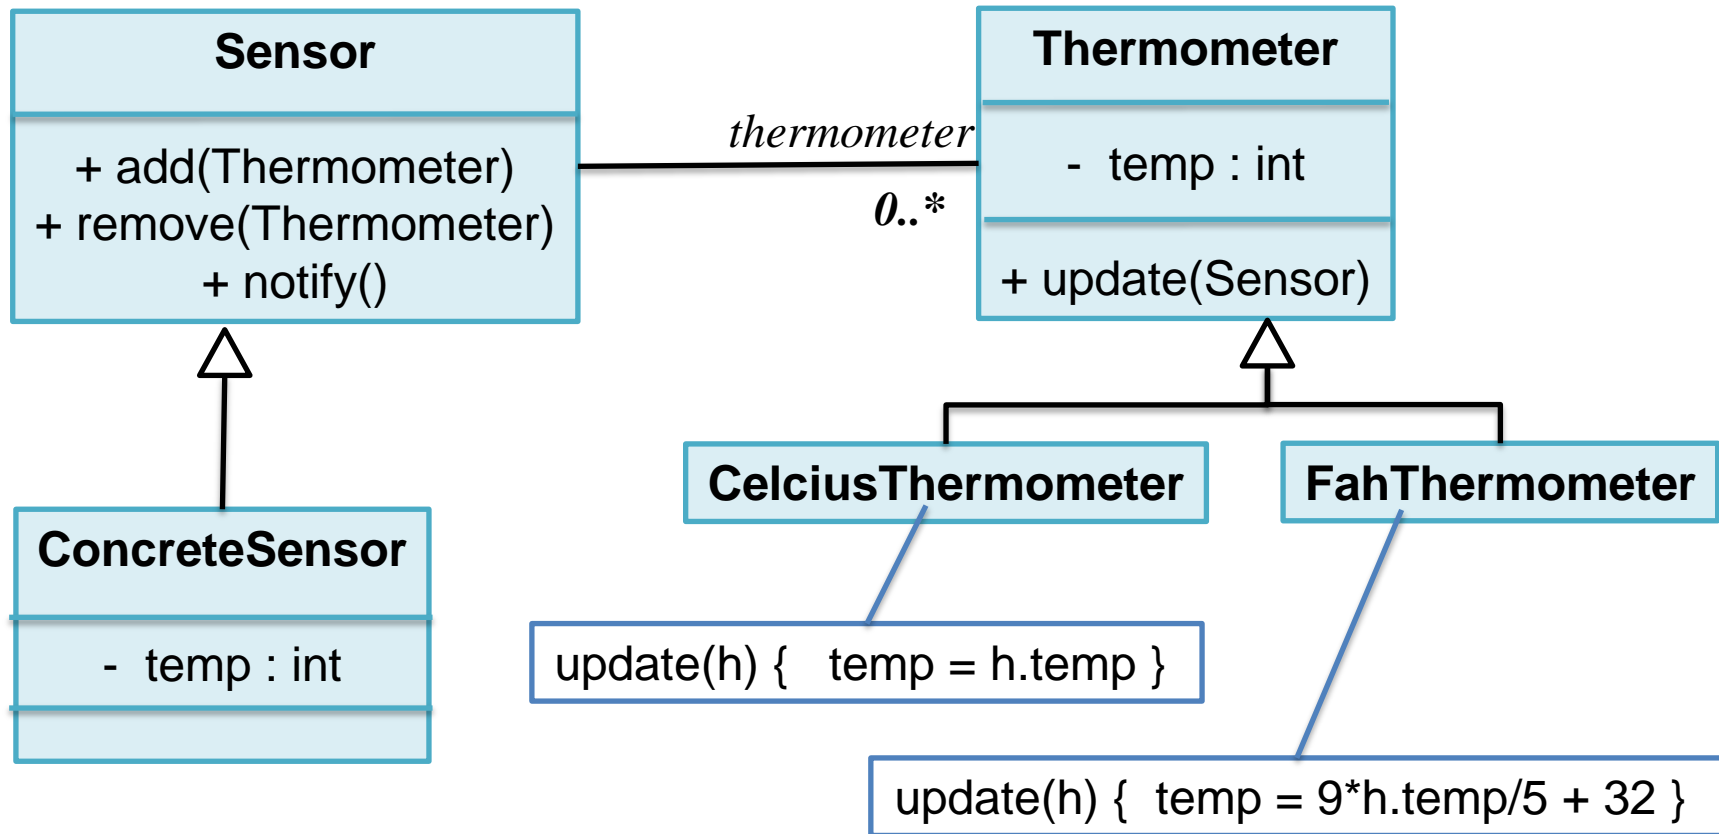 Sensor
+ add(Thermometer)
+ remove(Thermometer)
+ notify()
thermometer
0..*
Thermometer
- temp : int
+ update(Sensor)
ConcreteSensor
- temp : int
CelciusThermometer
FahThermometer
update(h) { temp = h.temp }
update(h) { temp = 9*h.temp/5 + 32 }